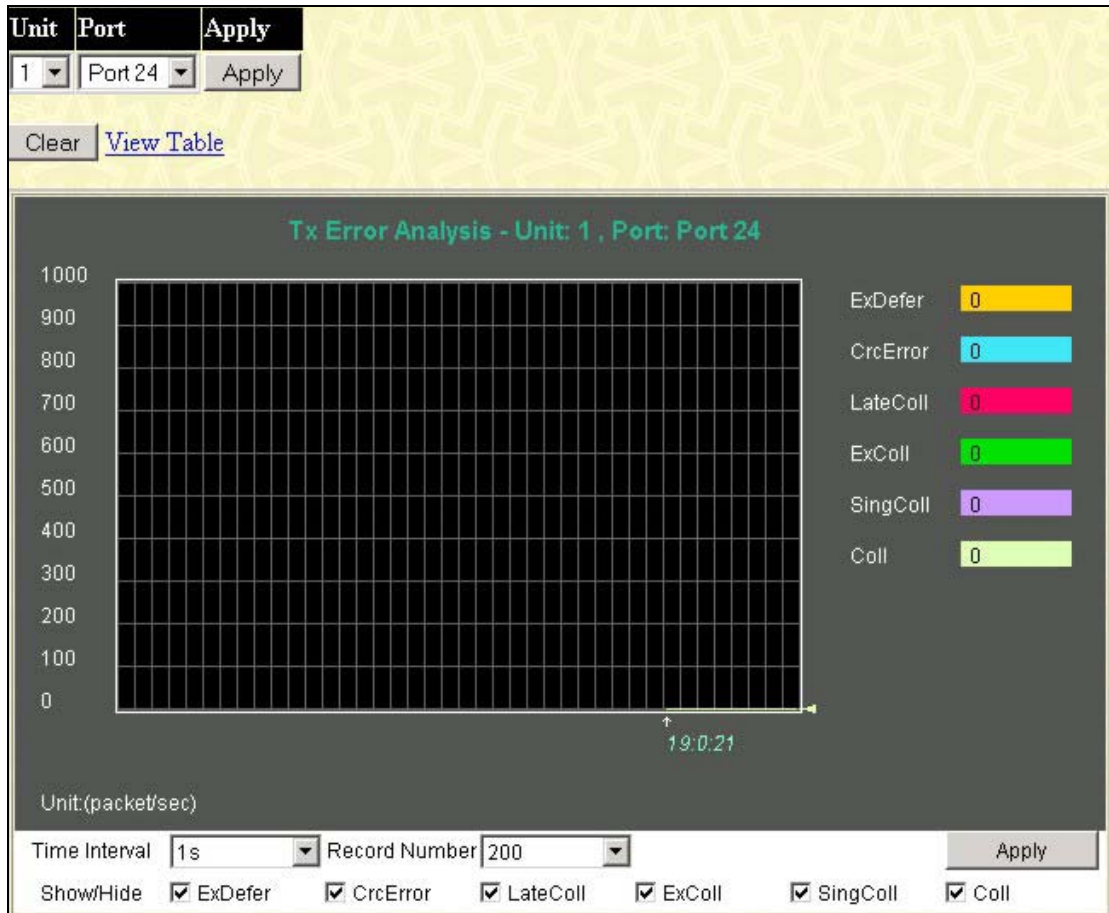 Unit Port Apply
1 Port 24 Apply
Clear View Table
Tx Error Analysis - Unit: 1 , Port: Port 24
1000
900
800
700
600
500
400
300
200
100
0
ExDefer 0
CrcError 0
LateColl 0
ExColl 0
SingColl 0
Coll 0
19:0:21
Unit:(packet/sec)
Time Interval 1s Record Number 200 Apply
Show/Hide ExDefer CrcError LateColl ExColl SingColl Coll